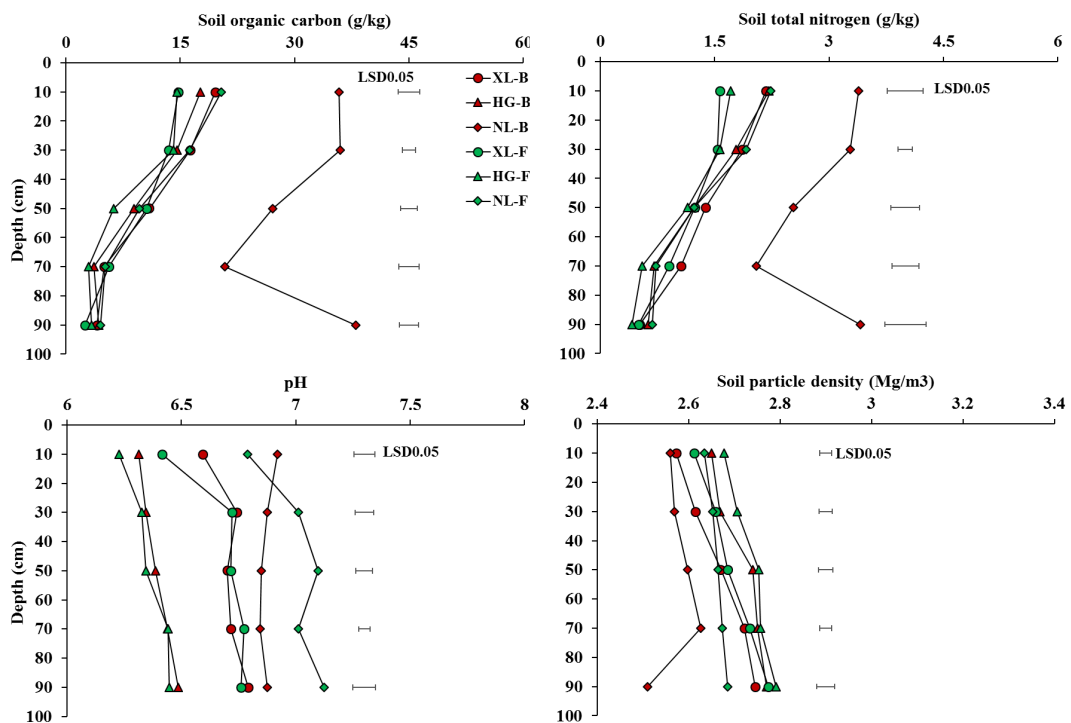 Soil organic carbon (g/kg)
0 15 30 45 60
0
10
20
30
40
50
60
70
80
90
100
Depth (cm)
LSD0.05
XL-B
HG-B
NL-B
XL-F
HG-F
NL-F
Soil total nitrogen (g/kg)
0 1.5 3 4.5 6
0
10
20
30
40
50
60
70
80
90
100
LSD0.05
pH
6 6.5 7 7.5 8
0
10
20
30
40
50
60
70
80
90
100
Depth (cm)
LSD0.05
Soil particle density (Mg/m3)
2.4 2.6 2.8 3 3.2 3.4
0
10
20
30
40
50
60
70
80
90
100
LSD0.05